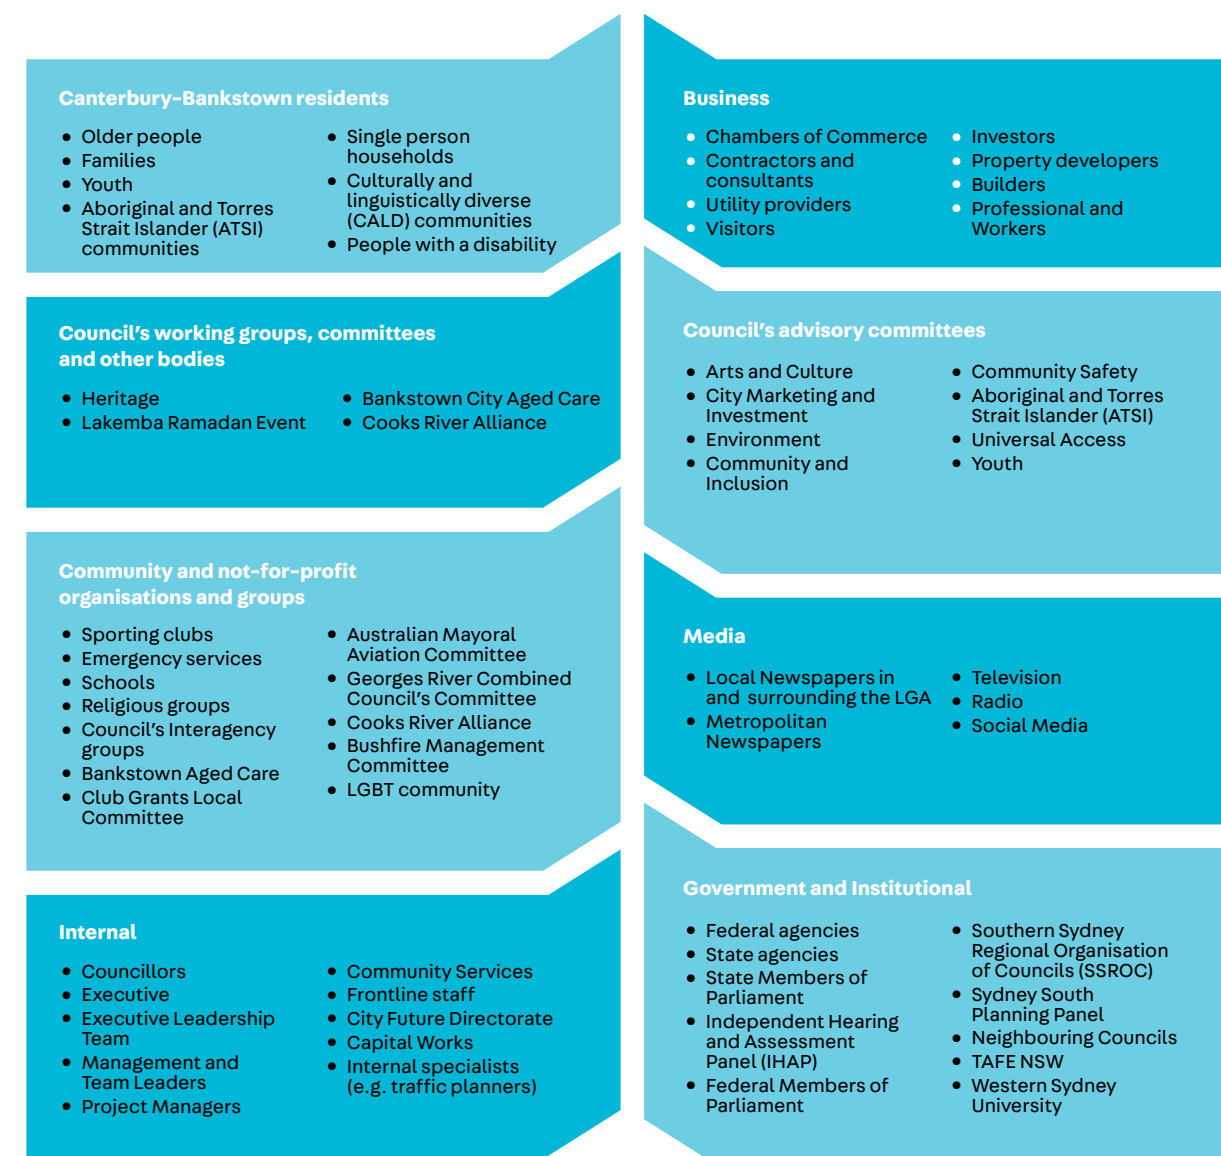 Canterbury-Bankstown residents
• Older people
• Families
• Youth
• Aboriginal and Torres
Strait Islander (ATSI)
communities
• Single person
households
• Culturally and
linguistically diverse
(CALD) communities
• People with a disability
Business
• Chambers of Commerce
• Contractors and
consultants
• Utility providers
• Visitors
• Investors
• Property developers
• Builders
• Professional and
Workers
Council’s working groups, committees
and other bodies
• Heritage
• Lakemba Ramadan Event
• Bankstown City Aged Care
• Cooks River Alliance
Council’s advisory committees
• Arts and Culture
• City Marketing and
Investment
• Environment
• Community and
Inclusion
• Community Safety
• Aboriginal and Torres
Strait Islander (ATSI)
• Universal Access
• Youth
Community and not-for-profit
organisations and groups
• Sporting clubs
• Emergency services
• Schools
• Religious groups
• Council’s Interagency
groups
• Bankstown Aged Care
• Club Grants Local
Committee
• Australian Mayoral
Aviation Committee
• Georges River Combined
Council’s Committee
• Cooks River Alliance
• Bushfire Management
Committee
• LGBT community
Media
• Local Newspapers in
and surrounding the LGA
• Metropolitan
Newspapers
• Television
• Radio
• Social Media
Internal
• Councillors
• Executive
• Executive Leadership
Team
• Management and
Team Leaders
• Project Managers
• Community Services
• Frontline staff
• City Future Directorate
• Capital Works
• Internal specialists
(e.g. traffic planners)
Government and Institutional
• Federal agencies
• State agencies
• State Members of
Parliament
• Independent Hearing
and Assessment
Panel (IHAP)
• Federal Members of
Parliament
• Southern Sydney
Regional Organisation
of Councils (SSROC)
• Sydney South
Planning Panel
• Neighbouring Councils
• TAFE NSW
• Western Sydney
University